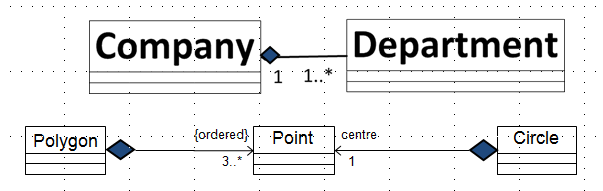 Company Department
1 1..*
{ordered} centre
Polygon Point Circle
3..* 1